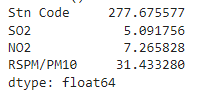 Stn Code      277.675577
SO2             5.091756
NO2             7.265828
RSPM/PM10      31.433280
dtype: float64